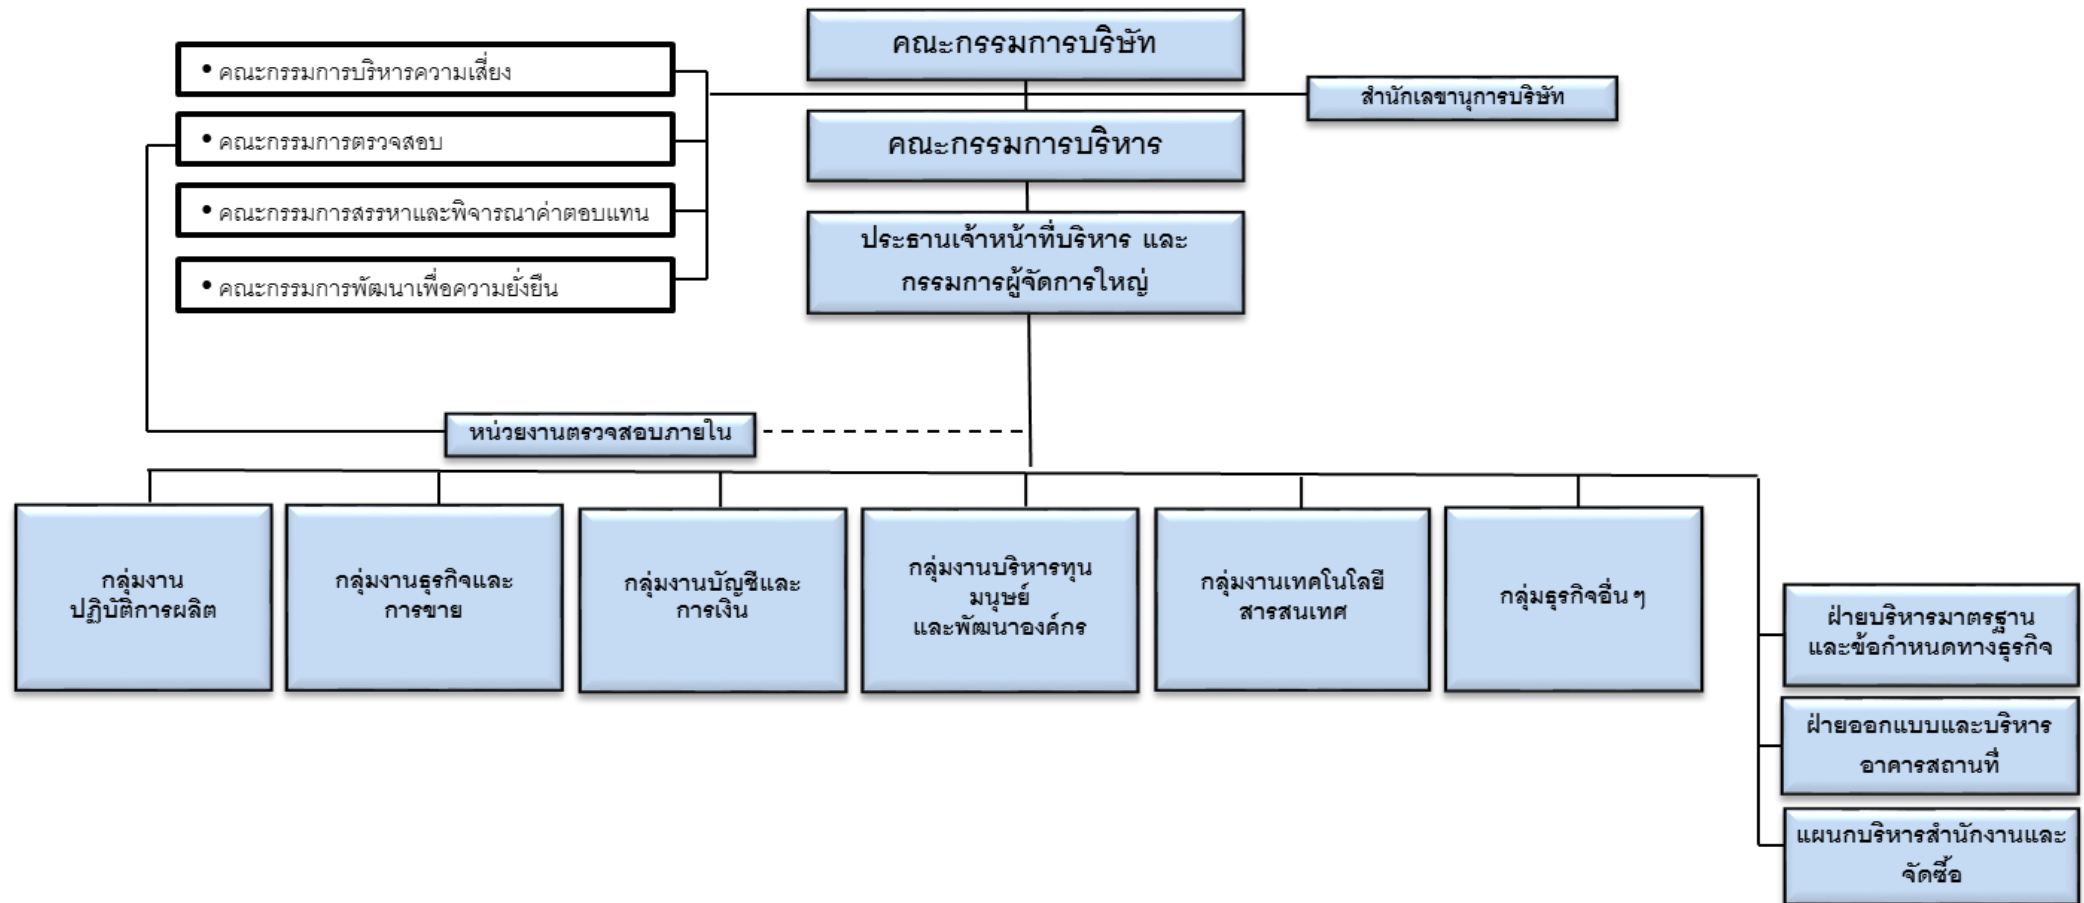 คณะกรรมการบริษัท
• คณะกรรมการบริหารความเสี่ยง
สำนักเลขานุการบริษัท
• คณะกรรมการตรวจสอบ
คณะกรรมการบริหาร
• คณะกรรมการสรรหาและพิจารณาค่าตอบแทน
ประธานเจ้าหน้าที่บริหาร และ
กรรมการผู้จัดการใหญ่
• คณะกรรมการพัฒนาเพื่อความยั่งยืน
หน่วยงานตรวจสอบภายใน
กลุ่มงาน
ปฏิบัติการผลิต
กลุ่มงานธุรกิจและ
การขาย
กลุ่มงานบัญชีและ
การเงิน
กลุ่มงานบริหารทุน
มนุษย์
และพัฒนาองค์กร
กลุ่มงานเทคโนโลยี
สารสนเทศ
กลุ่มธุรกิจอื่นๆ
ฝ่ายบริหารมาตรฐาน
และข้อกำหนดทางธุรกิจ
ฝ่ายออกแบบและบริหาร
อาคารสถานที่
แผนกบริหารสำนักงานและ
จัดซื้อ